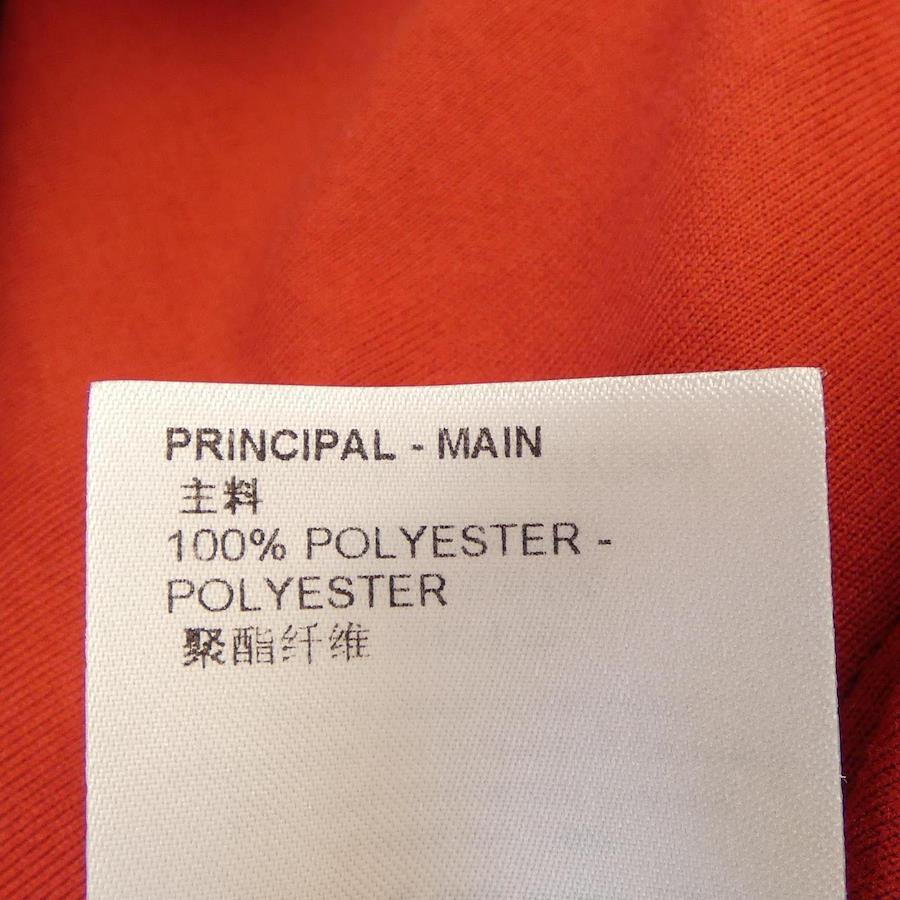 PRINCIPAL - MAIN
主料
100% POLYESTER -
POLYESTER
聚酯纤维